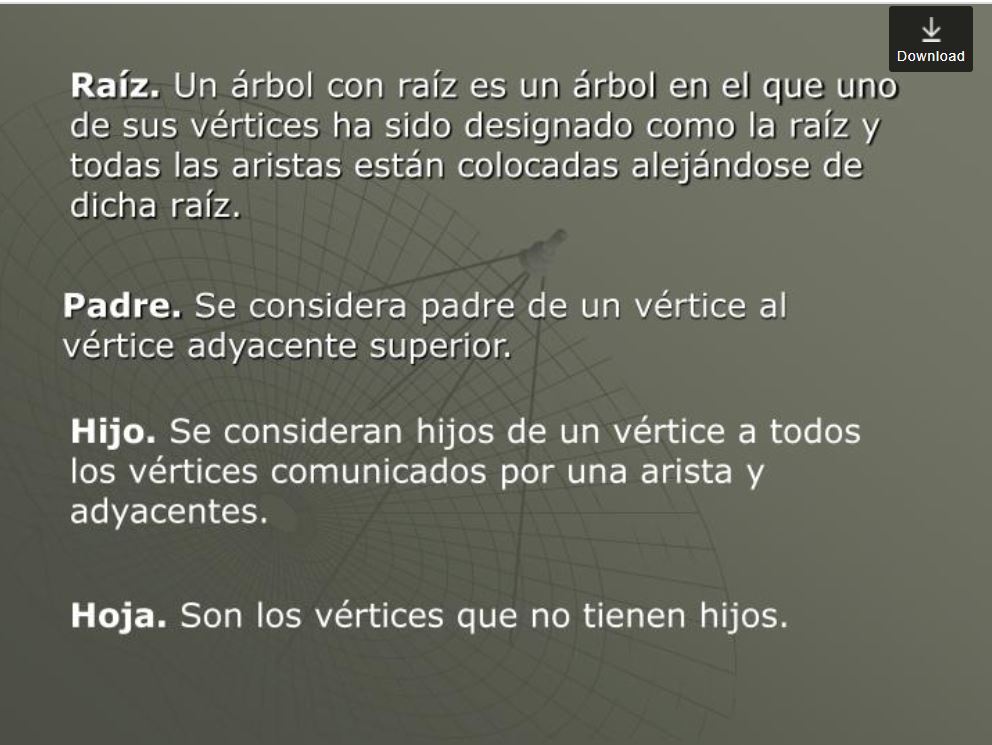 Download
Raíz. Un árbol con raíz es un árbol en el que uno
de sus vértices ha sido designado como la raíz y
todas las aristas están colocadas alejándose de
dicha raíz.
Padre. Se considera padre de un vértice al
vértice adyacente superior.
Hijo. Se consideran hijos de un vértice a todos
los vértices comunicados por una arista y
adyacentes.
Hoja. Son los vértices que no tienen hijos.